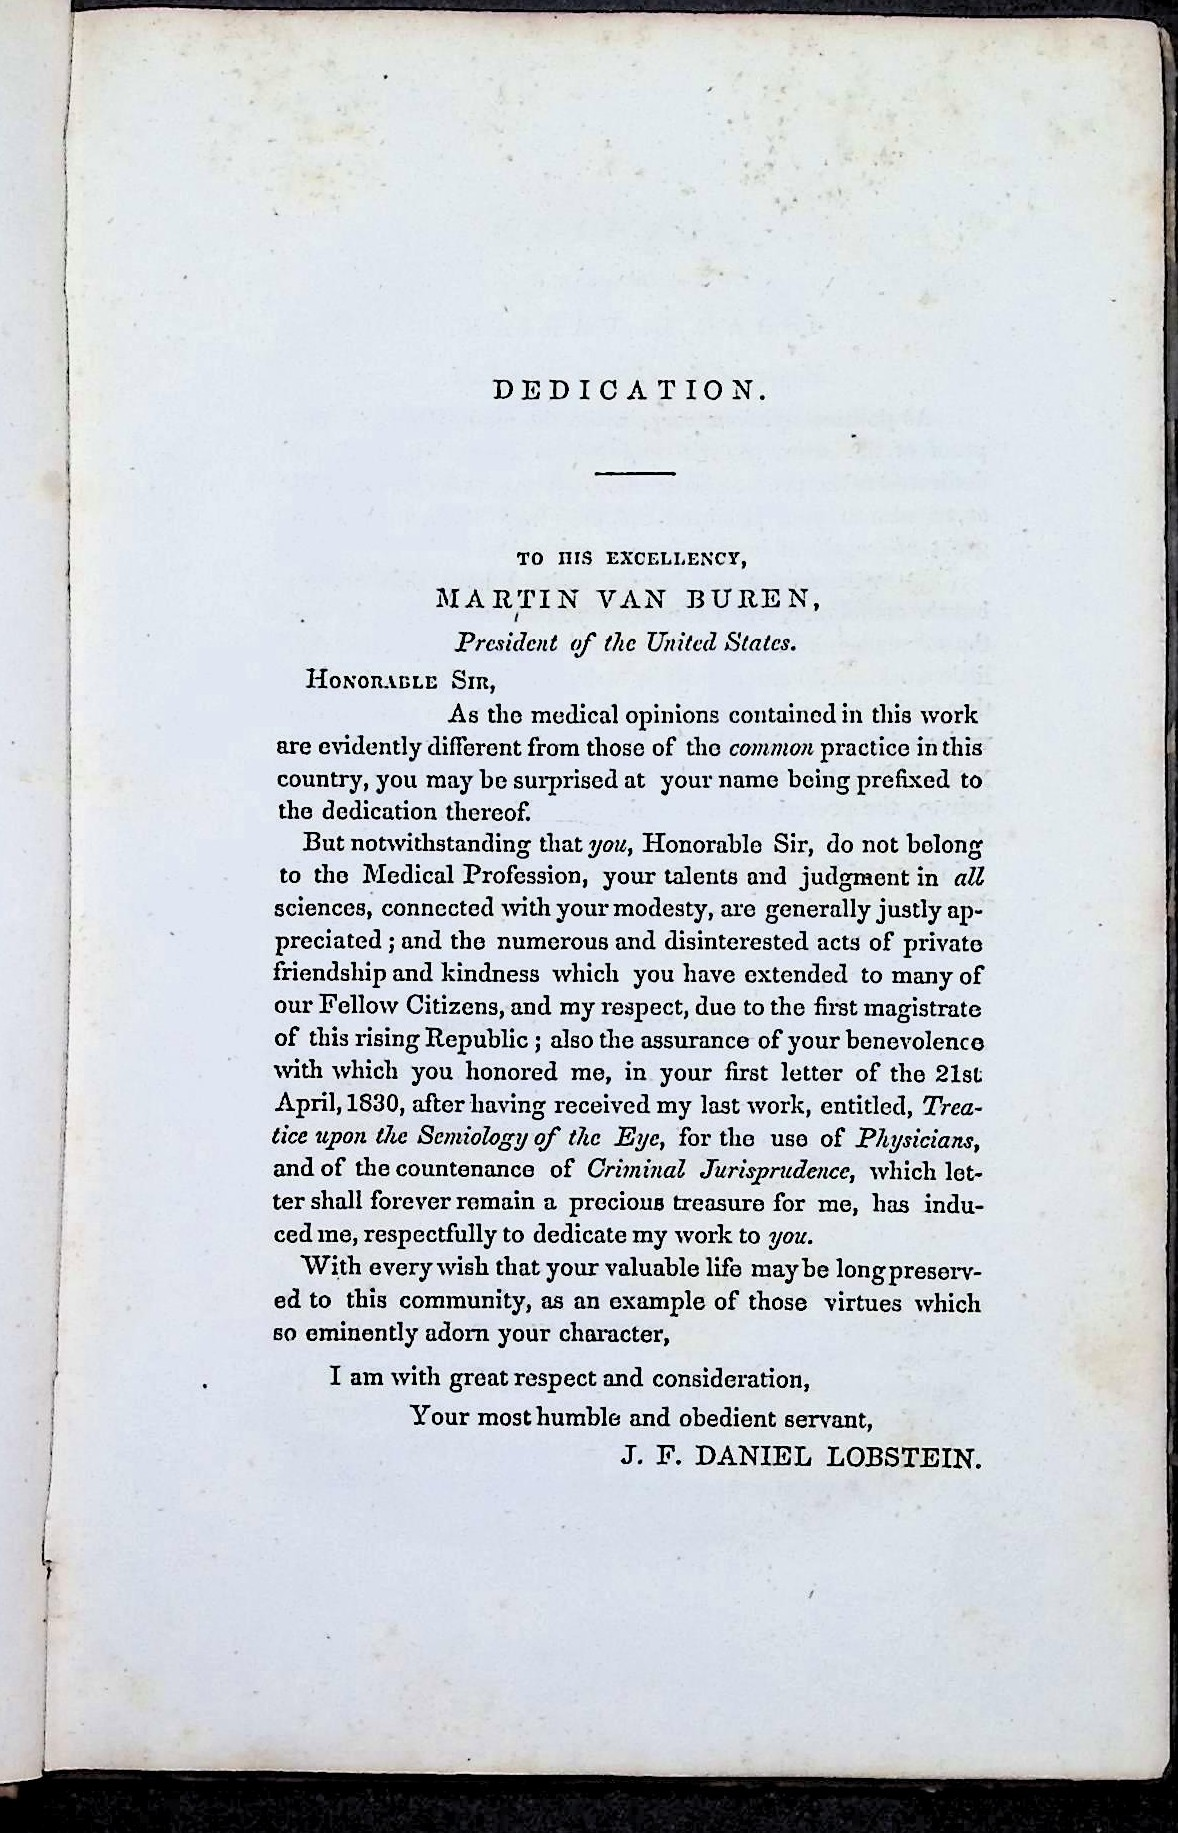 DEDICATION.
TO HIS EXCELLENCY,
MARTIN VAN BUREN,
President of the United States.
HONORABLE SIR,
As the medical opinions contained in this work
are evidently different from those of the common practice in this
country, you may be surprised at your name being prefixed to
the dedication thereof.
But notwithstanding that you, Honorable Sir, do not belong
to the Medical Profession, your talents and judgment in all
sciences, connected with your modesty, are generally justly ap-
preciated ; and the numerous and disinterested acts of private
friendship and kindness which you have extended to many of
our Fellow Citizens, and my respect, due to the first magistrate
of this rising Republic ; also the assurance of your benevolence
with which you honored me, in your first letter of the 21st
April, 1830, after having received my last work, entitled, Trea-
tice upon the Semiology of the Eye, for the use of Physicians,
and of the countenance of Criminal Jurisprudence, which let-
ter shall forever remain a precious treasure for me, has indu-
ced me, respectfully to dedicate my work to you.
With every wish that your valuable life may be long preserv-
ed to this community, as an example of those virtues which
so eminently adorn your character,
I am with great respect and consideration,
Your most humble and obedient servant,
J. F. DANIEL LOBSTEIN.